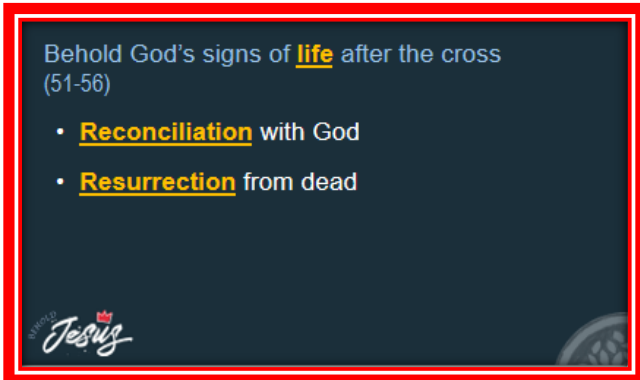 Behold God’s signs of life after the cross
(51-56)
• Reconciliation with God
• Resurrection from dead
BEHOLD
Jesus